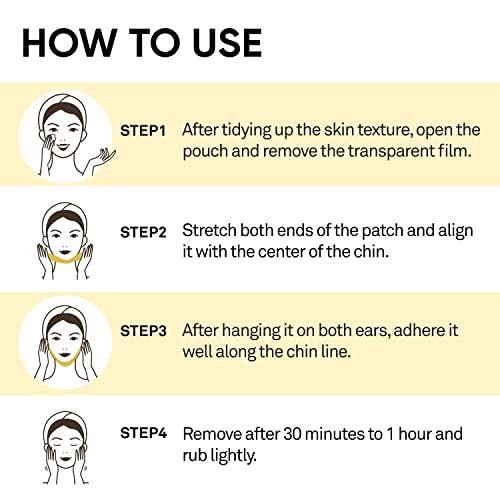 HOW TO USE
STEP1
After tidying up the skin texture, open the
pouch and remove the transparent film.
STEP2
Stretch both ends of the patch and align
it with the center of the chin.
STEP3
After hanging it on both ears, adhere it
well along the chin line.
STEP4
Remove after 30 minutes to 1 hour and
rub lightly.